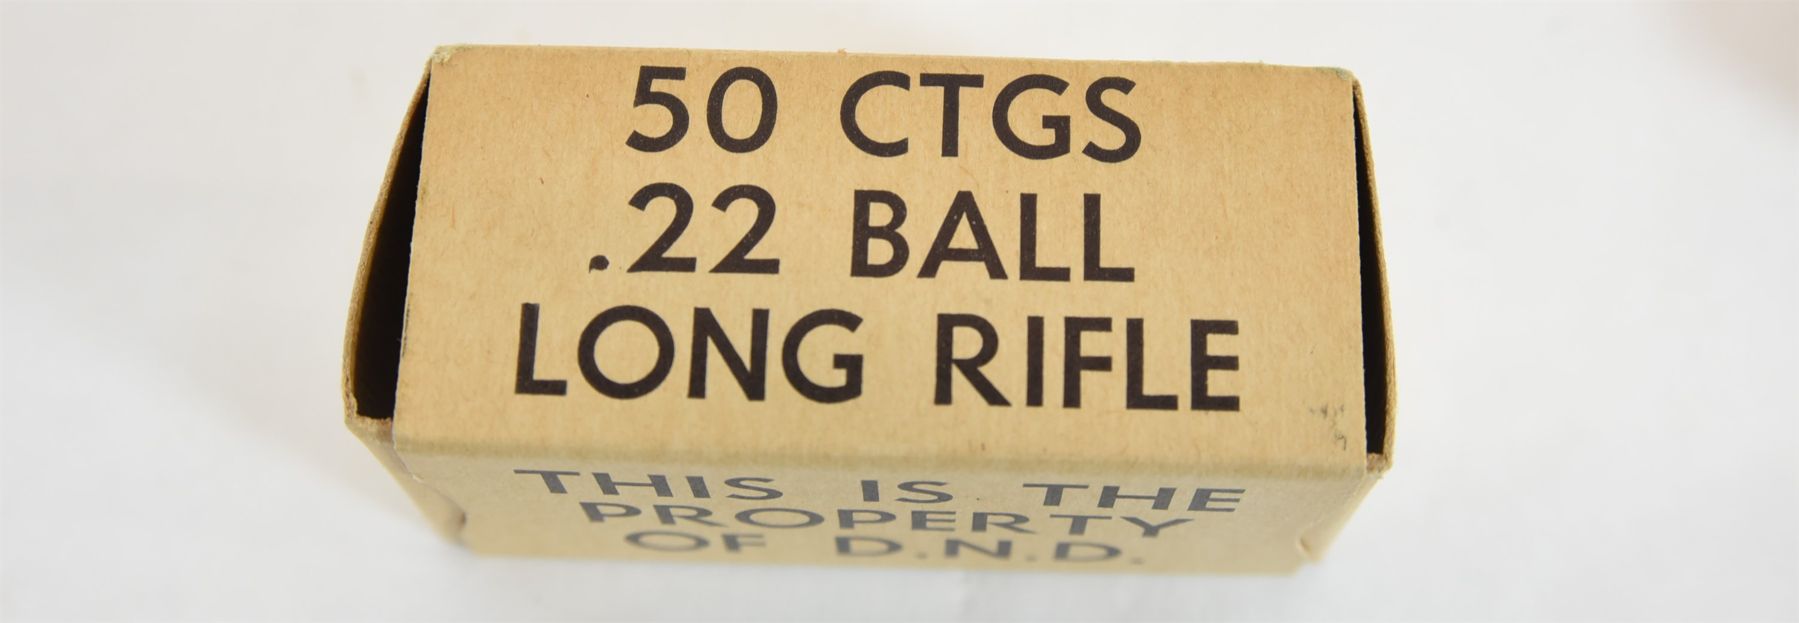 50 CTGS
.22 BALL
LONG RIFLE
THIS IS THE
PROPERTY
OF D.N.D.